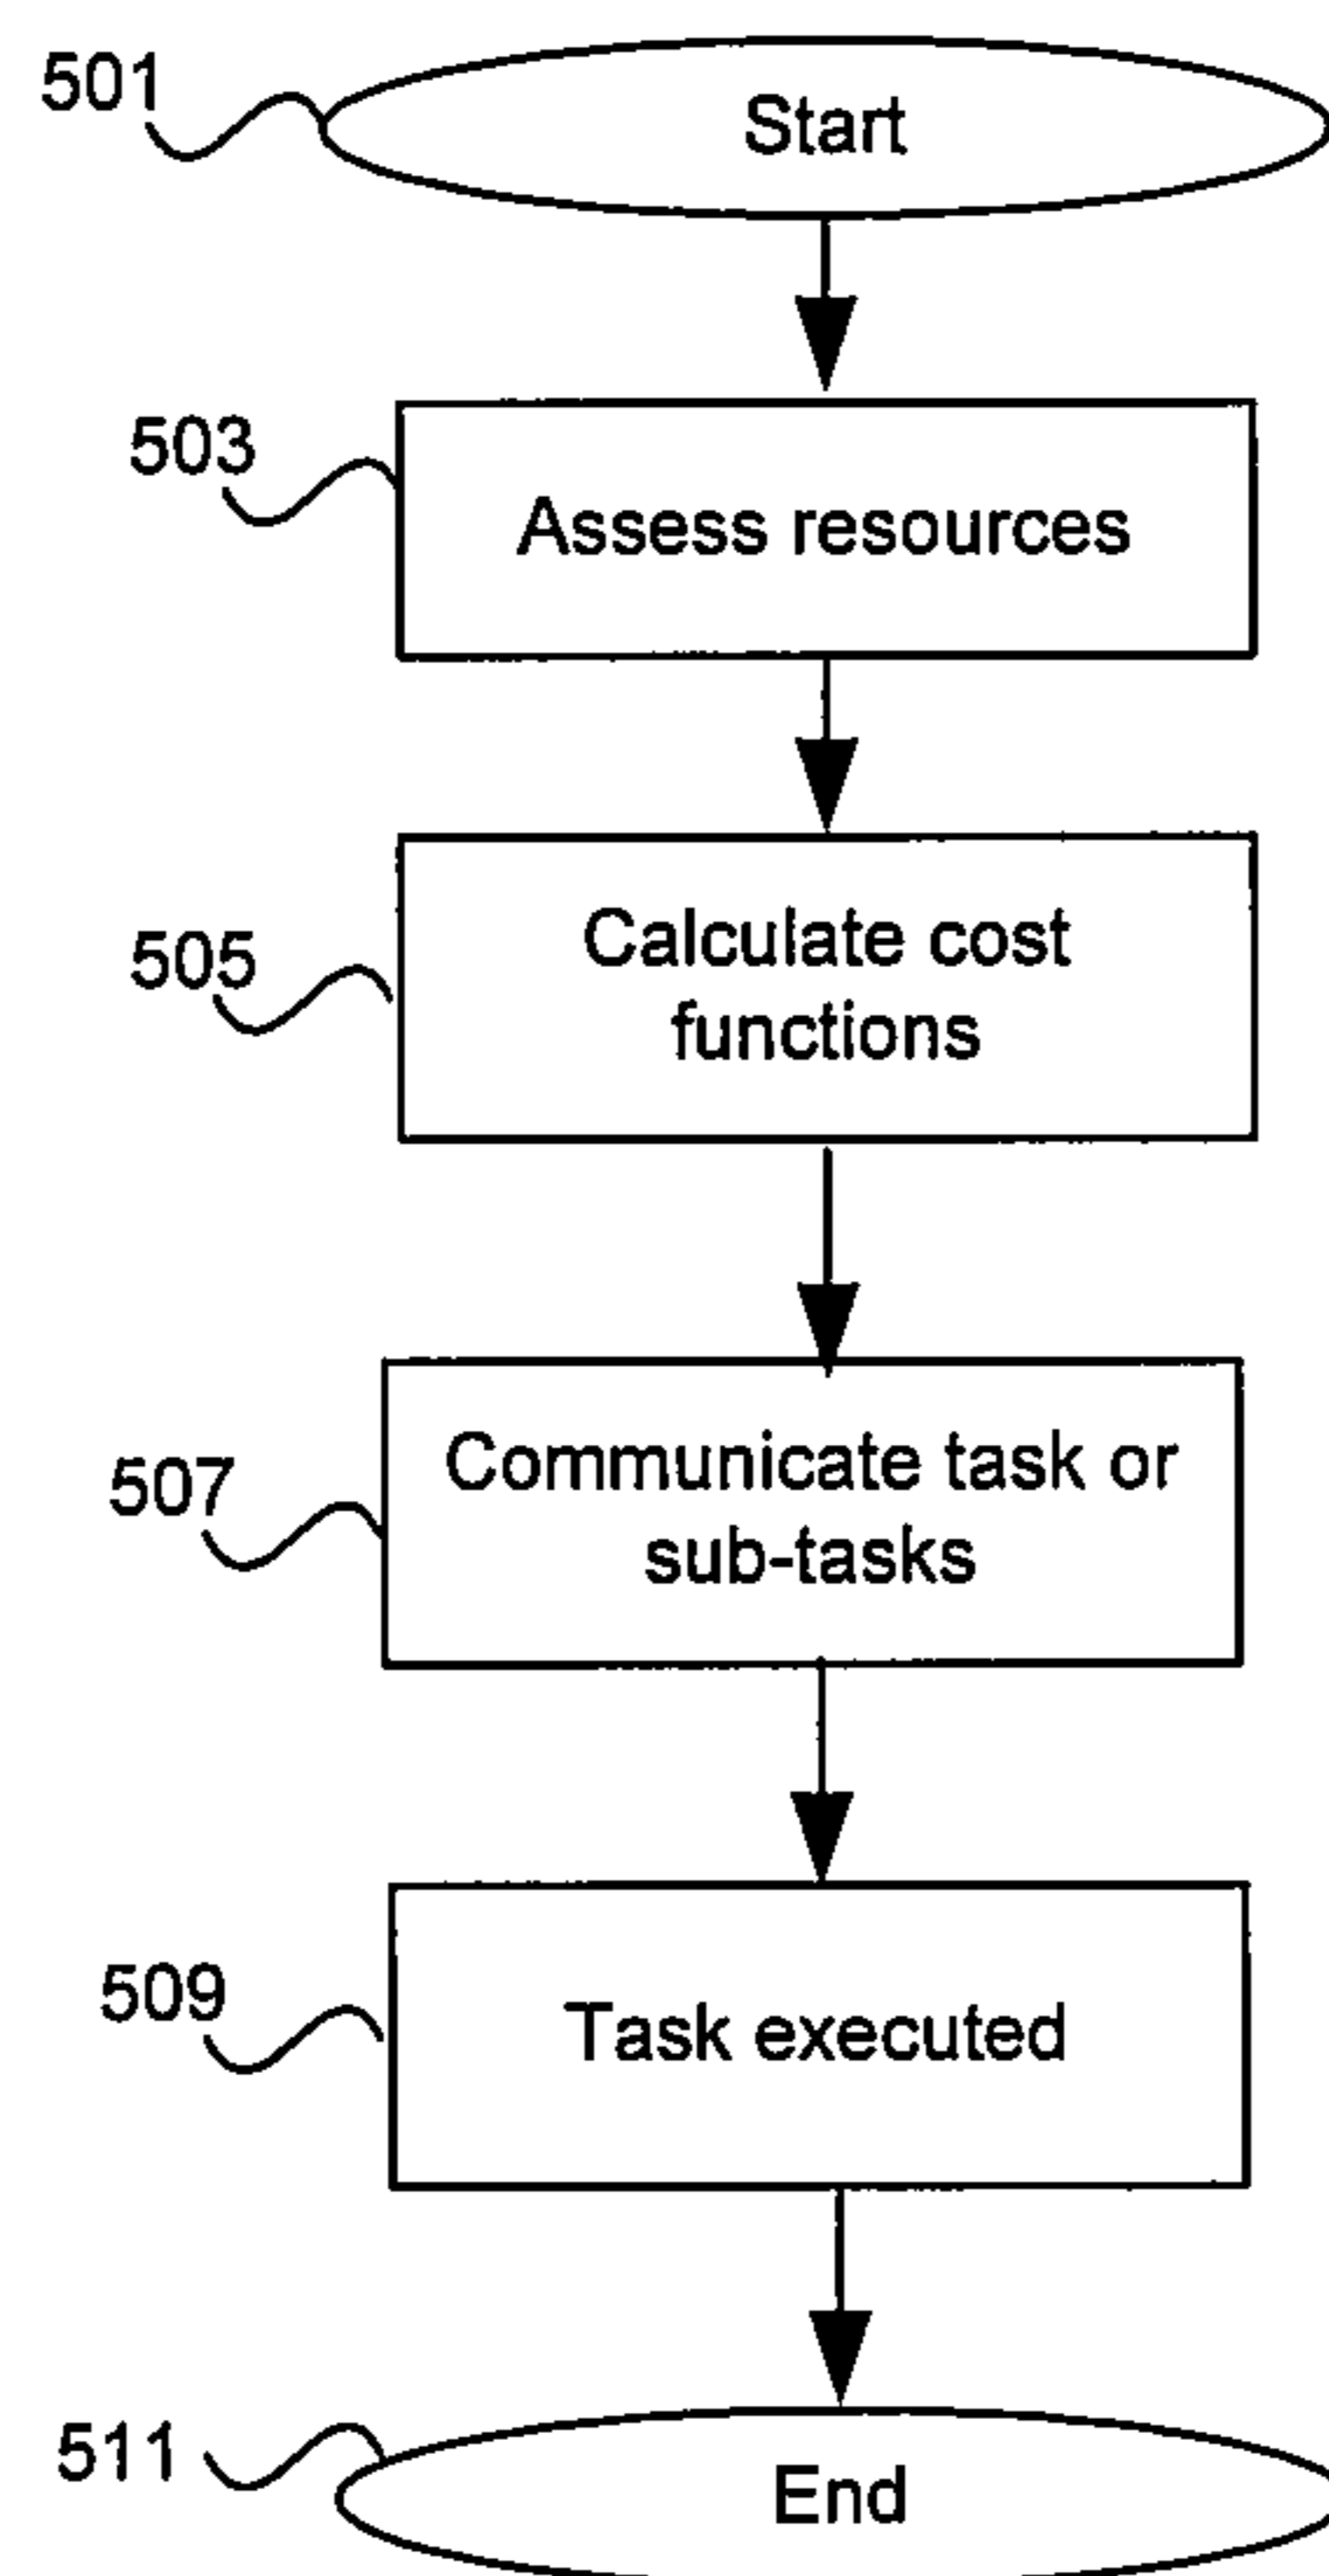 501
Start
503
Assess resources
505
Calculate cost
functions
507
Communicate task or
sub-tasks
509
Task executed
511
End